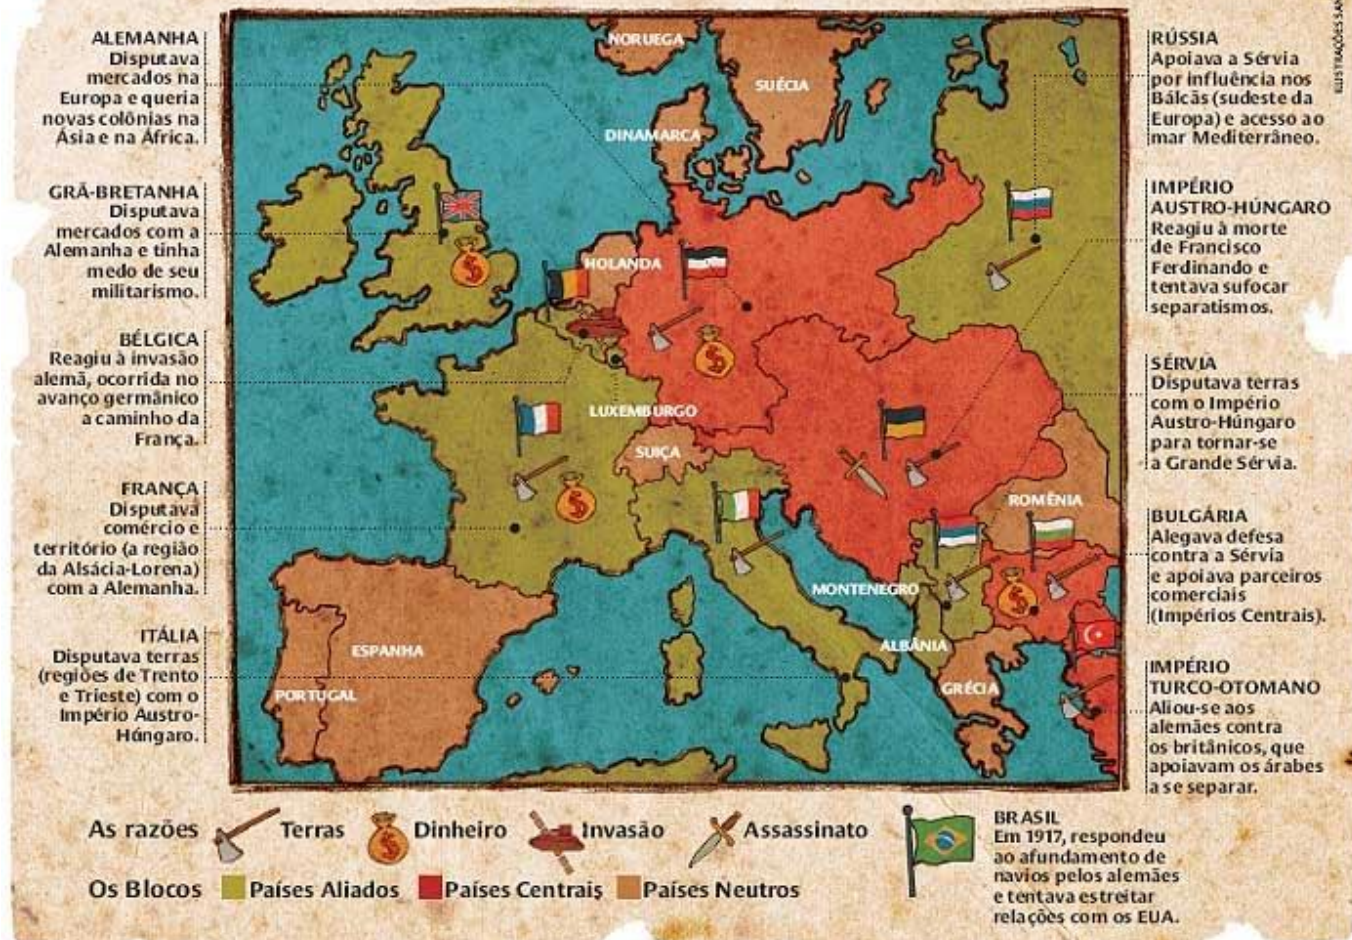 ALEMANHA
Disputava
mercados na
Europa e queria
novas colônias na
Ásia e na África.
GRÃ-BRETANHA
Disputava
mercados com a
Alemanha e tinha
medo de seu
militarismo.
BÉLGICA
Reagiu à invasão
alemã, ocorrida no
avanço germânico
a caminho da
França.
FRANÇA
Disputava
comércio e
território (a região
da Alsácia-Lorena)
com a Alemanha.
ITÁLIA
Disputava terras
(regiões de Trento
e Trieste) com o
Império Austro-
Húngaro.
NORUEGA
SUÉCIA
DINAMARCA
HOLANDA
LUXEMBURGO
SUIÇA
ROMÊNIA
MONTENEGRO
ALBÂNIA
ESPANHA
GRÉCIA
PORTUGAL
RÚSSIA
Apoiava a Sérvia
por influência nos
Bálcãs (sudeste da
Europa) e acesso ao
mar Mediterrâneo.
IMPÉRIO
AUSTRO-HÚNGARO
Reagiu à morte
de Francisco
Ferdinando e
tentava sufocar
separatismos.
SÉRVIA
Disputava terras
com o Império
Austro-Húngaro
para tornar-se
a Grande Sérvia.
BULGÁRIA
Alegava defesa
contra a Sérvia
e apoiava parceiros
comerciais
(Impérios Centrais).
IMPÉRIO
TURCO-OTOMANO
Aliou-se aos
alemães contra
os britânicos, que
apoiavam os árabes
a se separar.
ILUSTRAÇÕES
As razões Terras Dinheiro Invasão Assassinato
Os Blocos Países Aliados Países Centrais Países Neutros
BRASIL
Em 1917, respondeu
ao afundamento de
navios pelos alemães
e tentava estreitar
relações com os EUA.